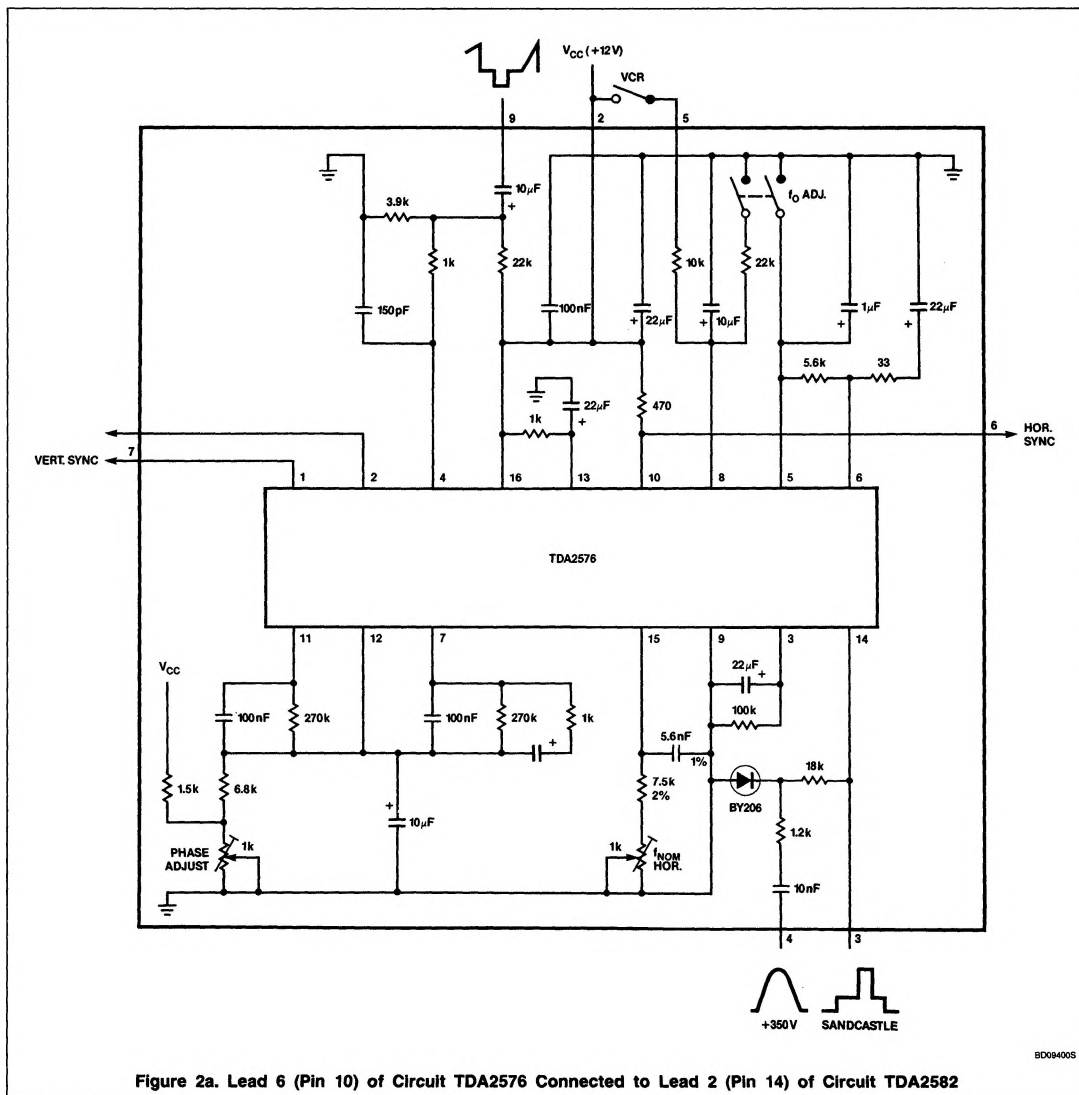 VCC (+12V)
VCR
9
2
5
10µF
+
fO ADJ.
3.9k
1k
22k
10k
22k
150pF
100nF
22µF
+
10µF
+
1µF
+
22µF
+
5.6k
33
22µF
+
1k
470
6
HOR.
SYNC
7
VERT. SYNC
1
2
4
16
13
10
8
5
6
TDA2576
11
12
7
15
9
3
14
VCC
22µF
+
100nF
270k
100nF
270k
1k
100k
+
5.6nF
1%
18k
1.5k
6.8k
7.5k
2%
BY206
+
10µF
1.2k
PHASE
ADJUST
1k
1k
fNOM
HOR.
10nF
4
3
+350V
SANDCASTLE
BD09400S
Figure 2a. Lead 6 (Pin 10) of Circuit TDA2576 Connected to Lead 2 (Pin 14) of Circuit TDA2582